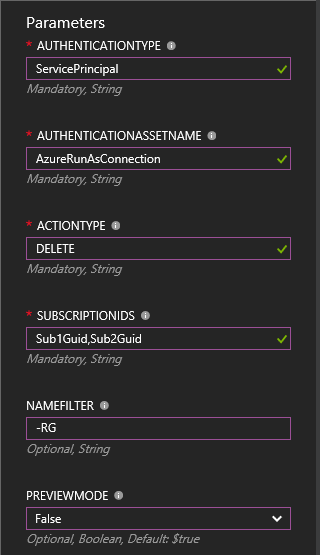 Parameters
* AUTHENTICATIONTYPE
ServicePrincipal
Mandatory, String
* AUTHENTICATIONASSETNAME
AzureRunAsConnection
Mandatory, String
* ACTIONTYPE
DELETE
Mandatory, String
* SUBSCRIPTIONIDS
Sub1Guid,Sub2Guid
Mandatory, String
NAMEFILTER
-RG
Optional, String
PREVIEWMODE
False
Optional, Boolean, Default: $true